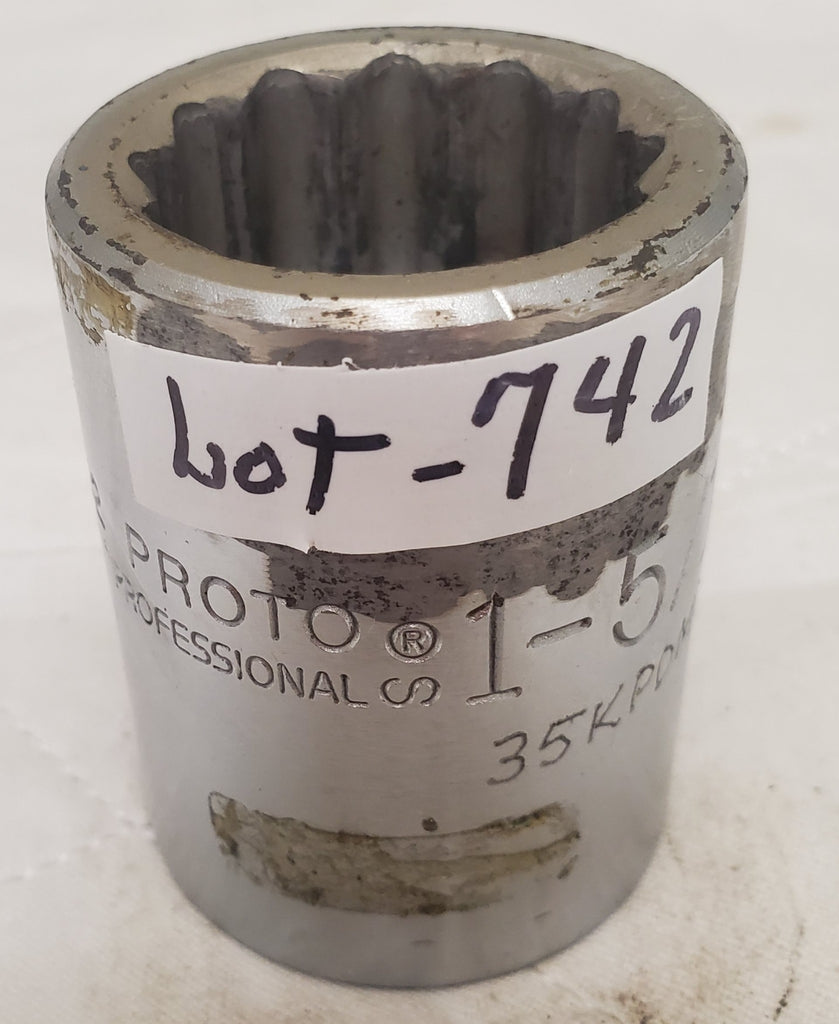 Lot-742
PROTO ®
PROFESSIONAL S
1-5/
35KPD